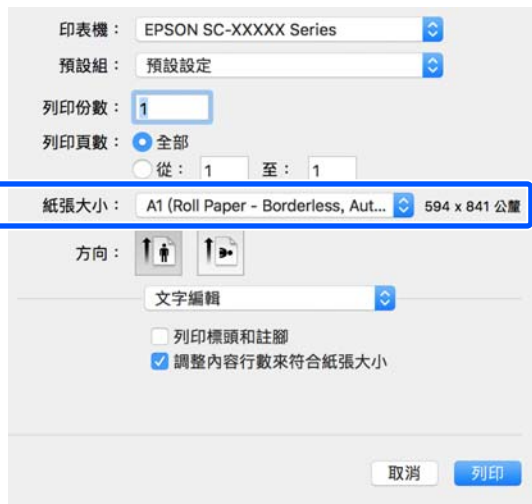 印表機： EPSON SC-XXXXX Series
預設組： 預設設定
列印份數： 1
列印頁數： 全部
從： 1 至： 1
紙張大小： A1 (Roll Paper - Borderless, Aut... 594 x 841 公釐
方向：
文字編輯
列印標頭和註腳
調整內容行數來符合紙張大小
取消 列印